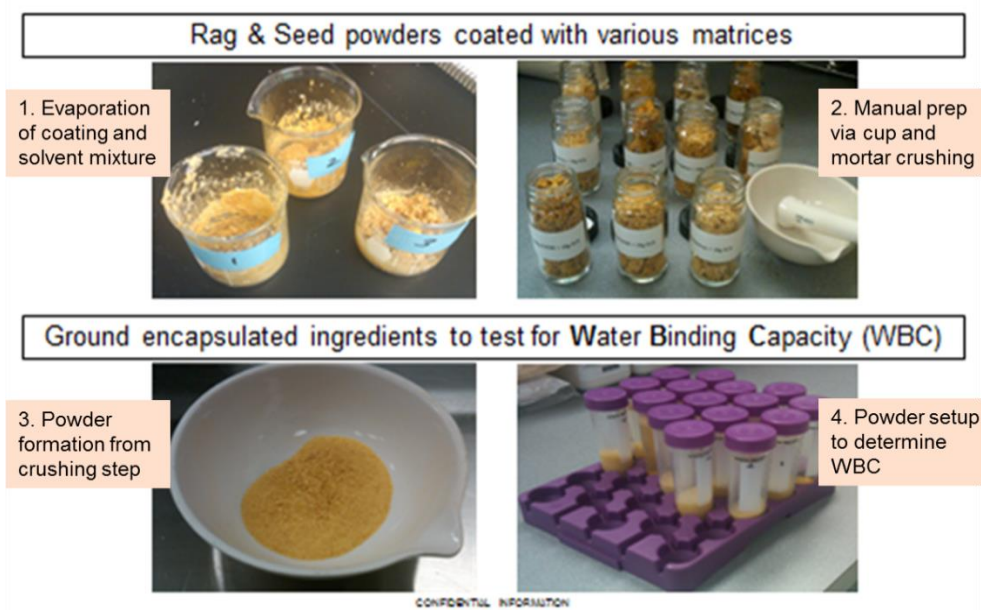 Rag & Seed powders coated with various matrices
1. Evaporation
of coating and
solvent mixture
2. Manual prep
via cup and
mortar crushing
1
2
Ground encapsulated ingredients to test for Water Binding Capacity (WBC)
3. Powder
formation from
crushing step
4. Powder setup
to determine
WBC
CONFIDENTIAL INFORMATION